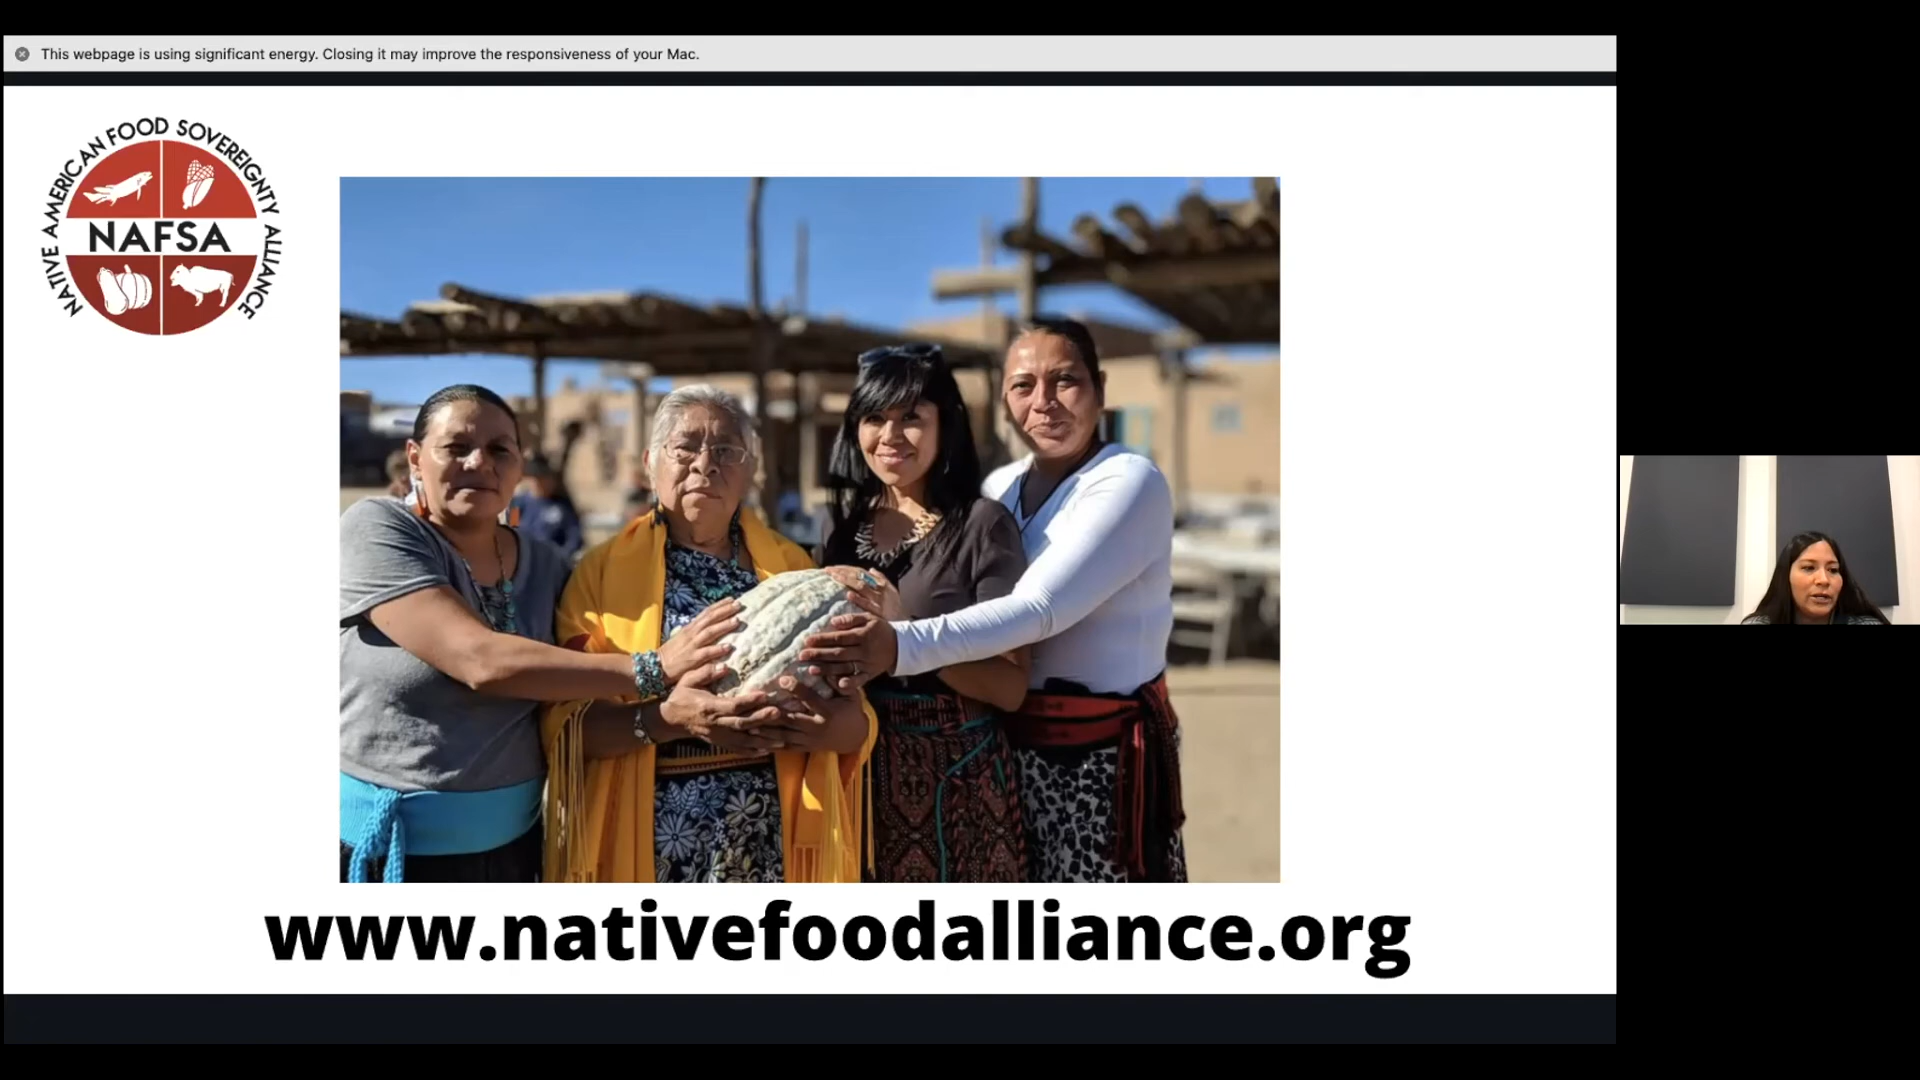 This webpage is using significant energy. Closing it may improve the responsiveness of your Mac.
NATIVE AMERICAN FOOD SOVEREIGNTY ALLIANCE
NAFSA
www.nativefoodalliance.org